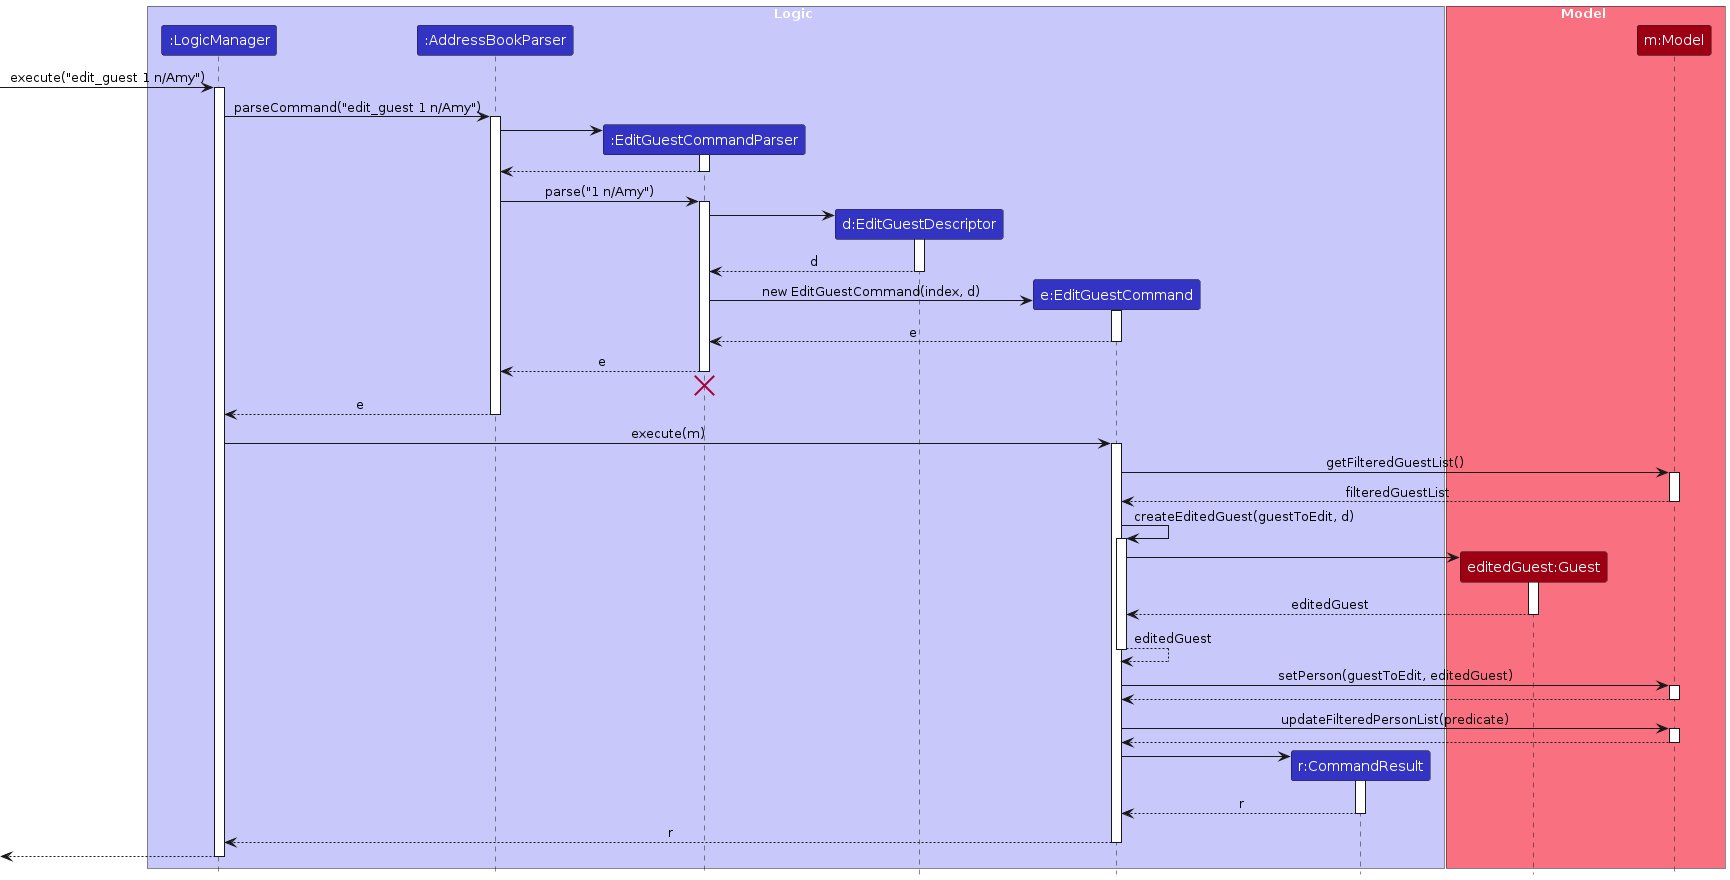 Logic
Model
:LogicManager
:AddressBookParser
m:Model
execute("edit_guest 1 n/Amy")
parseCommand("edit_guest 1 n/Amy")
:EditGuestCommandParser
parse("1 n/Amy")
d:EditGuestDescriptor
d
new EditGuestCommand(index, d)
e:EditGuestCommand
e
e
e
execute(m)
getFilteredGuestList()
filteredGuestList
createEditedGuest(guestToEdit, d)
editedGuest:Guest
editedGuest
editedGuest
setPerson(guestToEdit, editedGuest)
updateFilteredPersonList(predicate)
r:CommandResult
r
r